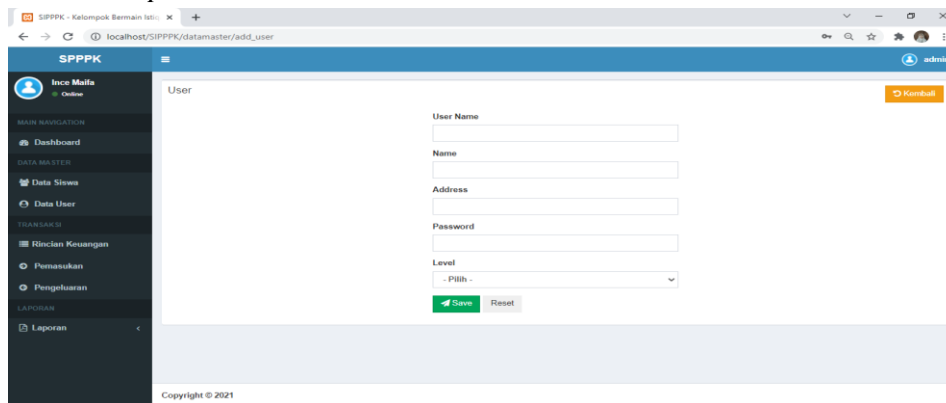 SIPPPK - Kelompok Bermain Istiq
localhost/SIPPPK/datamaster/add_user
SPPPK
admin
Ince Maifa
Online
User
Kembali
MAIN NAVIGATION
Dashboard
DATA MASTER
Data Siswa
Data User
TRANSAKSI
Rincian Keuangan
Pemasukan
Pengeluaran
LAPORAN
Laporan
User Name
Name
Address
Password
Level
- Pilih -
Save Reset
Copyright © 2021